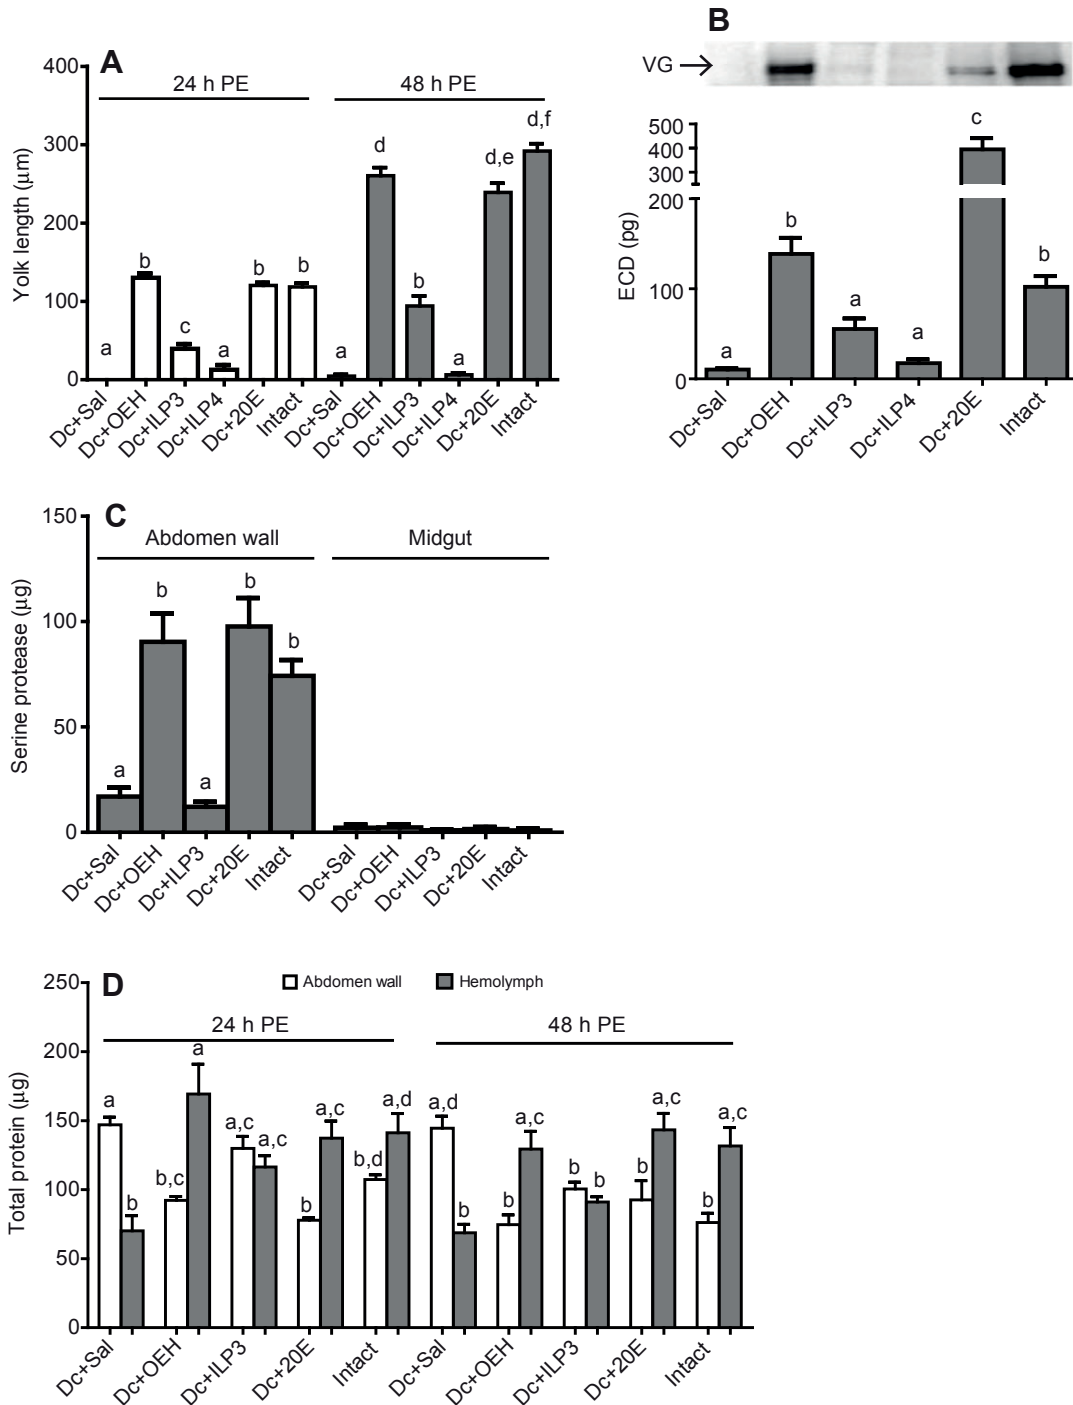 A
24 h PE
48 h PE
Yolk length (µm)
400
300
200
100
0
a
b
c
a
b
b
a
d
b
a
d,e
d,f
Dc+Sal
Dc+OEH
Dc+ILP3
Dc+ILP4
Dc+20E
Intact
Dc+Sal
Dc+OEH
Dc+ILP3
Dc+ILP4
Dc+20E
Intact
B
VG
ECD (pg)
500
400
300
200
100
0
a
b
a
a
c
b
Dc+Sal
Dc+OEH
Dc+ILP3
Dc+ILP4
Dc+20E
Intact
C
Abdomen wall
Midgut
Serine protease (µg)
150
100
50
0
a
b
a
b
b
Dc+Sal
Dc+OEH
Dc+ILP3
Dc+20E
Intact
Dc+Sal
Dc+OEH
Dc+ILP3
Dc+20E
Intact
D
Abdomen wall
Hemolymph
24 h PE
48 h PE
Total protein (µg)
250
200
150
100
50
0
a
b
b,c
a
a,c
a,c
b
a,c
b,d
a,d
a,d
b
b
a,c
b
b
b
a,c
b
a,c
Dc+Sal
Dc+OEH
Dc+ILP3
Dc+20E
Intact
Dc+Sal
Dc+OEH
Dc+ILP3
Dc+20E
Intact